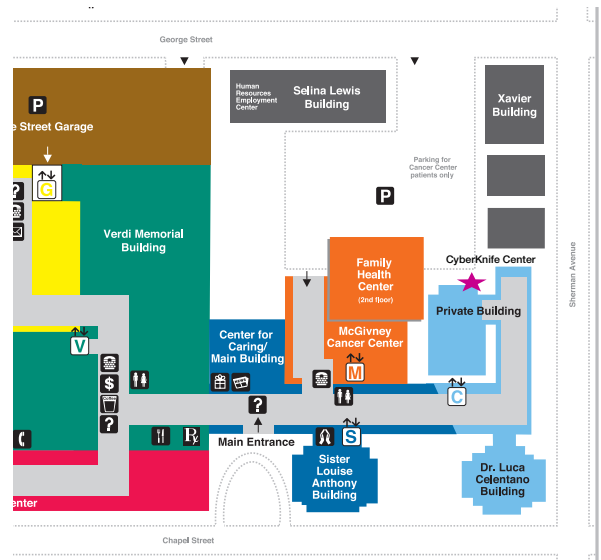 George Street
P
Human
Resources
Employment
Center
Selina Lewis
Building
Xavier
Building
e Street Garage
Parking for
Cancer Center
patients only
P
G
?
Verdi Memorial
Building
Family
Health
Center
(2nd floor)
CyberKnife Center
Sherman Avenue
Private Building
Center for
Caring/
Main Building
McGivney
Cancer Center
V
M
$
C
?
?
Rx
S
Main Entrance
Sister
Louise
Anthony
Building
Dr. Luca
Celentano
Building
enter
Chapel Street